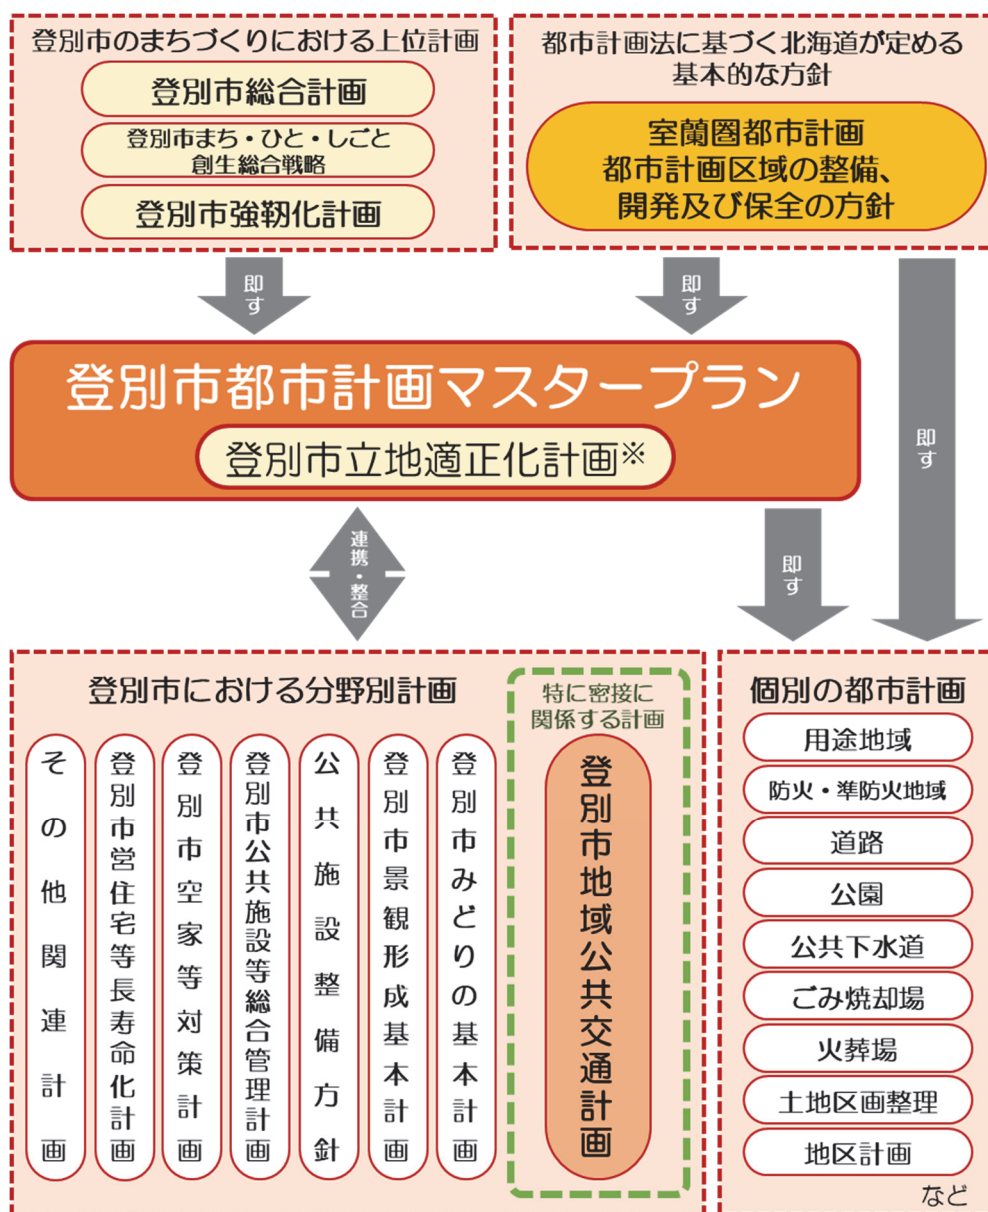 登別市のまちづくりにおける上位計画
登別市総合計画
登別市まち・ひと・しごと
創生総合戦略
登別市強靭化計画
都市計画法に基づく北海道が定める
基本的な方針
室蘭圏都市計画
都市計画区域の整備、
開発及び保全の方針
即す
即す
即す
登別市都市計画マスタープラン
登別市立地適正化計画※
連携・整合
即す
登別市における分野別計画
その他関連計画
登別市営住宅等長寿命化計画
登別市空家等対策計画
登別市公共施設等総合管理計画
公共施設整備方針
登別市景観形成基本計画
登別市みどりの基本計画
特に密接に
関係する計画
登別市地域公共交通計画
個別の都市計画
用途地域
防火・準防火地域
道路
公園
公共下水道
ごみ焼却場
火葬場
土地区画整理
地区計画
など